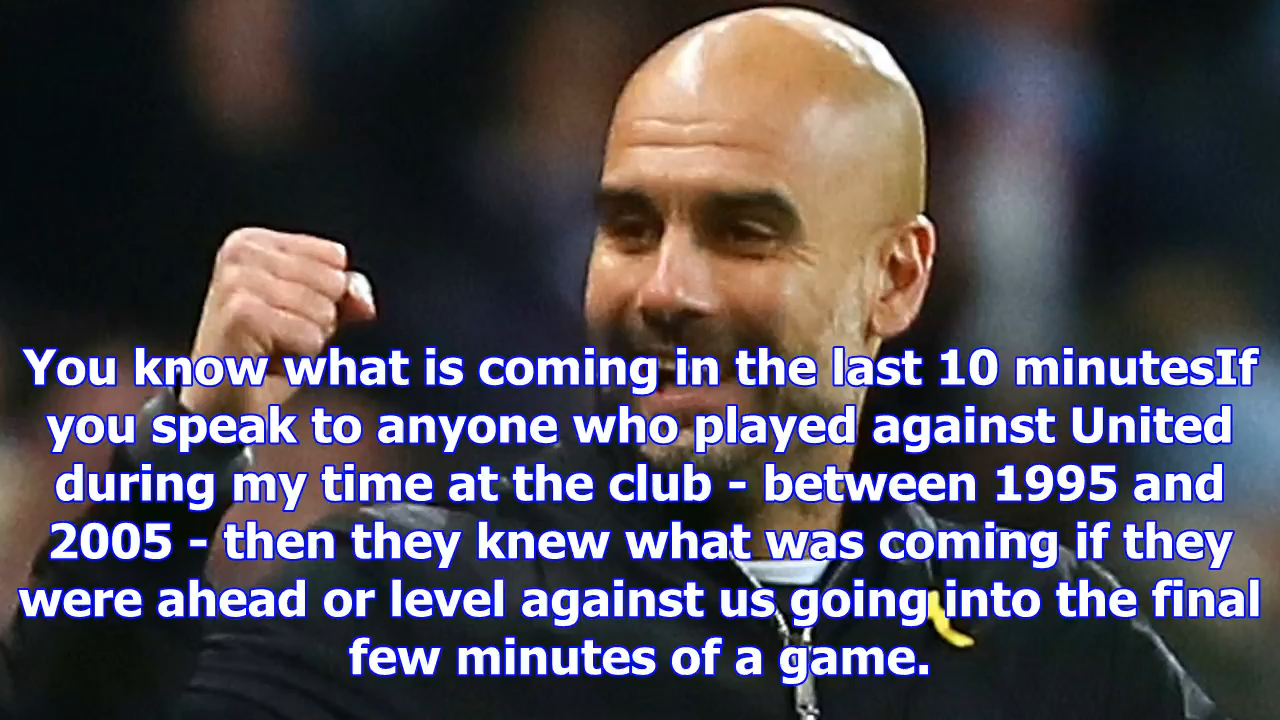 You know what is coming in the last 10 minutesIf
you speak to anyone who played against United
during my time at the club - between 1995 and
2005 - then they knew what was coming if they
were ahead or level against us going into the final
few minutes of a game.